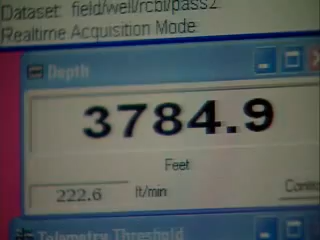 Dataset: field/well/rcbl/pass2.
Realtime Acquisition Mode
Depth
3784.9
Feet
222.6 ft/min
Telemetry Threshold